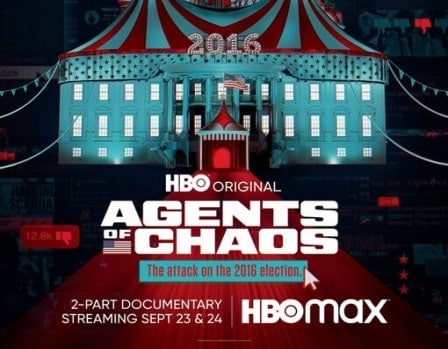 2016
HBO ORIGINAL
AGENTS
OF CHAOS
The attack on the 2016 election.
12.8k
2-PART DOCUMENTARY
STREAMING SEPT 23 & 24
HBOMAX